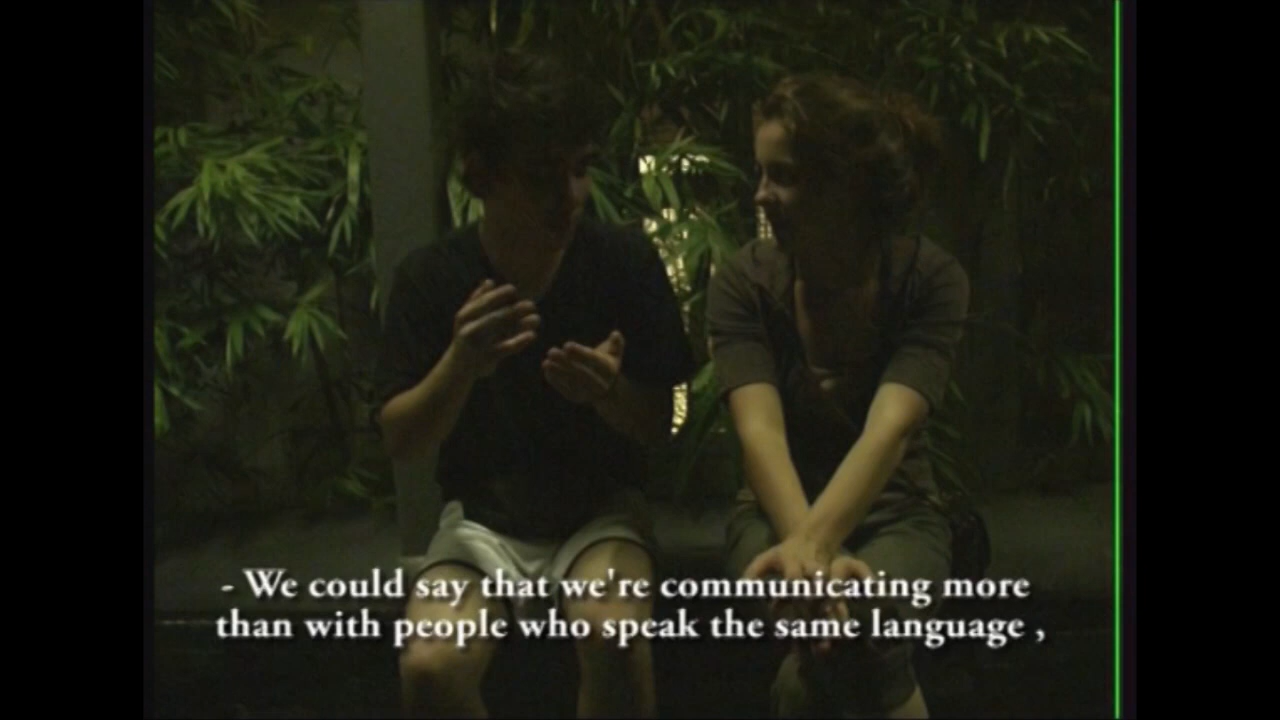 - We could say that we're communicating more
than with people who speak the same language ,